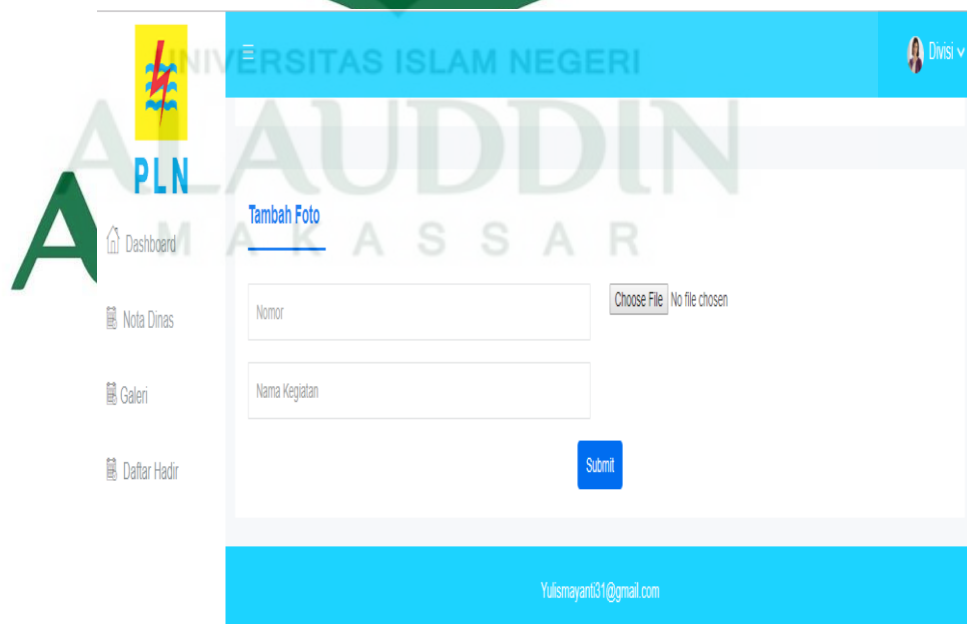 UNIVERSITAS ISLAM NEGERI
ALAUDDIN
MAKASSAR
PLN
Divisi
Dashboard
Nota Dinas
Galeri
Daftar Hadir
Tambah Foto
Nomor
Choose File No file chosen
Nama Kegiatan
Submit
Yulismayanti31@gmail.com